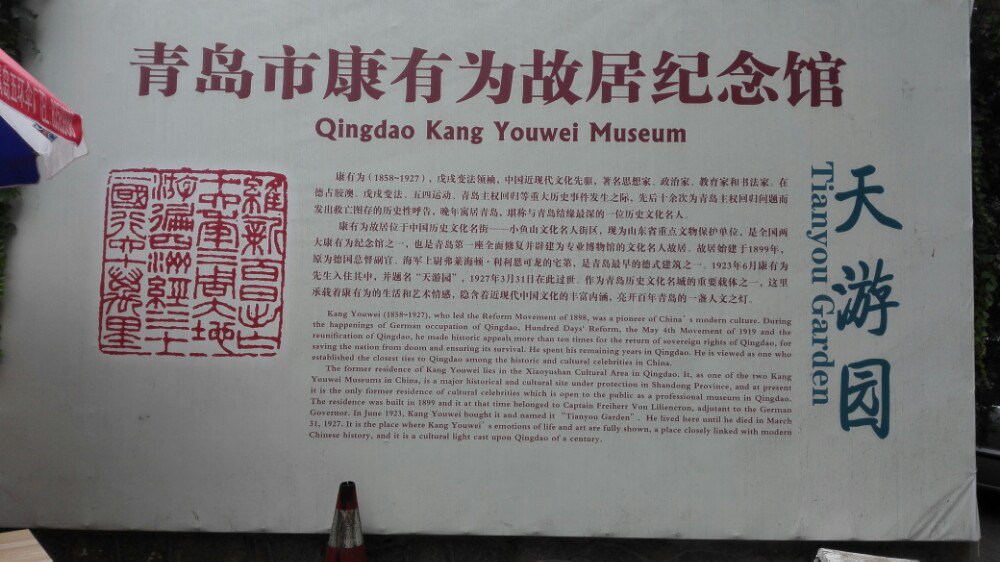 青岛市康有为故居纪念馆
Qingdao Kang Youwei Museum
康有为（1858~1927），戊戌变法领袖，中国近现代文化先驱，著名思想家、政治家、教育家和书法家。在
德占胶澳、戊戌变法、五四运动、青岛主权回归等重大历史事件发生之际，先后十余次为青岛主权回归问题而
发出救亡图存的历史性呼吁，晚年寓居青岛，堪称与青岛结缘最深的一位历史文化名人。
康有为故居位于中国历史文化名街——小鱼山文化名人街区，现为山东省重点文物保护单位，是全国两
大康有为纪念馆之一，也是青岛第一座全面修复并辟建为专业博物馆的文化名人故居。故居始建于1899年，
原为德国总督副官、海军上尉弗莱海顿·利利恩可龙的宅第，是青岛最早的德式建筑之一。1923年6月康有为
先生入住其中，并题名“天游园”，1927年3月31日在此过世。作为青岛历史文化名城的重要载体之一，这里
承载着康有为的生活和艺术情感，隐含着近现代中国文化的丰富内涵，亮开百年青岛的一盏人文之灯。
Kang Youwei (1858~1927), who led the Reform Movement of 1898, was a pioneer of China’s modern culture. During
the happenings of German occupation of Qingdao, Hundred Days’ Reform, the May 4th Movement of 1919 and the
reunification of Qingdao, he made historic appeals more than ten times for the return of sovereign rights of Qingdao, for
saving the nation from doom and ensuring its survival. He spent his remaining years in Qingdao. He is viewed as one who
established the closest ties to Qingdao among the historic and cultural celebrities in China.
The former residence of Kang Youwei lies in the Xiaoyushan Cultural Area in Qingdao. It, as one of the two Kang
Youwei Museums in China, is a major historical and cultural site under protection in Shandong Province, and at present
it is the only former residence of cultural celebrities which is open to the public as a professional museum in Qingdao.
The residence was built in 1899 and it at that time belonged to Captain Freiherr Von Liliencron, adjutant to the German
Governor. In June 1923, Kang Youwei bought it and named it “Tianyou Garden”. He lived here until he died in March
31, 1927. It is the place where Kang Youwei’s emotions of life and art are fully shown, a place closely linked with modern
Chinese history, and it is a cultural light cast upon Qingdao of a century.
天游园
Tianyou Garden
維新百日出
亡十六年三周大地
游遍四洲經三十
一國行六十萬里